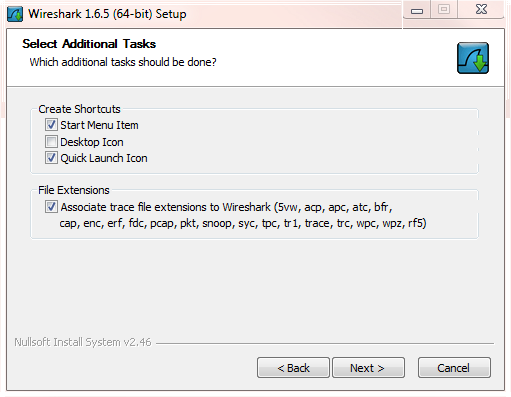 Wireshark 1.6.5 (64-bit) Setup
Select Additional Tasks
Which additional tasks should be done?
Create Shortcuts
Start Menu Item
Desktop Icon
Quick Launch Icon
File Extensions
Associate trace file extensions to Wireshark (5vw, acp, apc, atc, bfr,
cap, enc, erf, fdc, pcap, pkt, snoop, syc, tpc, tr1, trace, trc, wpc, wpz, rf5)
Nullsoft Install System v2.46
< Back
Next >
Cancel